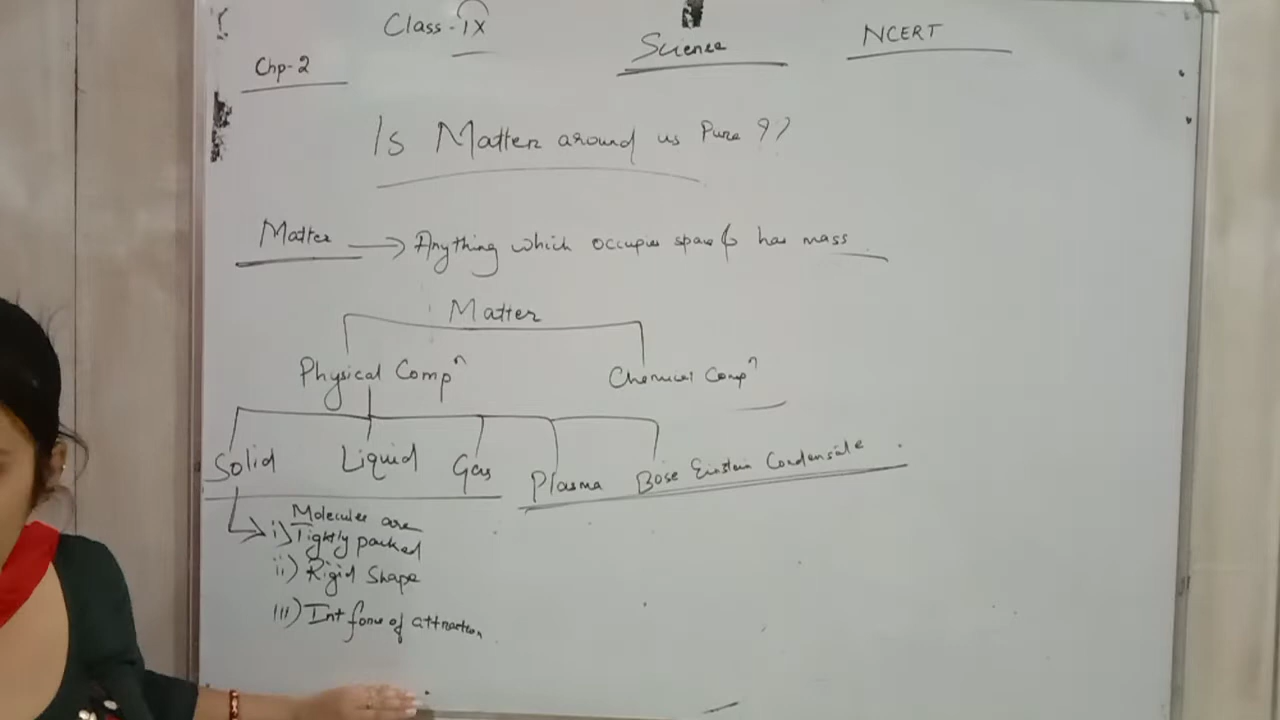 Class-IX Science NCERT
Chp-2
Is Matter around us Pure ??
Matter → Anything which occupies space & has mass
Matter
Physical Compⁿ Chemical Compⁿ
Solid Liquid Gas Plasma Bose Einstein Condensate
Molecules are
i) Tightly packed
ii) Rigid Shape
iii) Int force of attraction